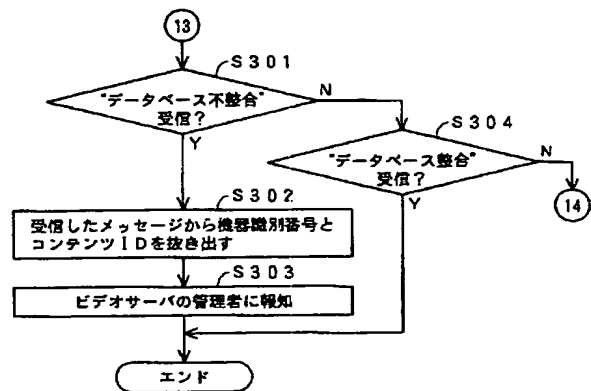 13
S301
"データベース不整合"
受信?
N
Y
S304
"データベース整合"
受信?
N
Y
14
S302
受信したメッセージから機器識別番号と
コンテンツIDを抜き出す
S303
ビデオサーバの管理者に報知
エンド